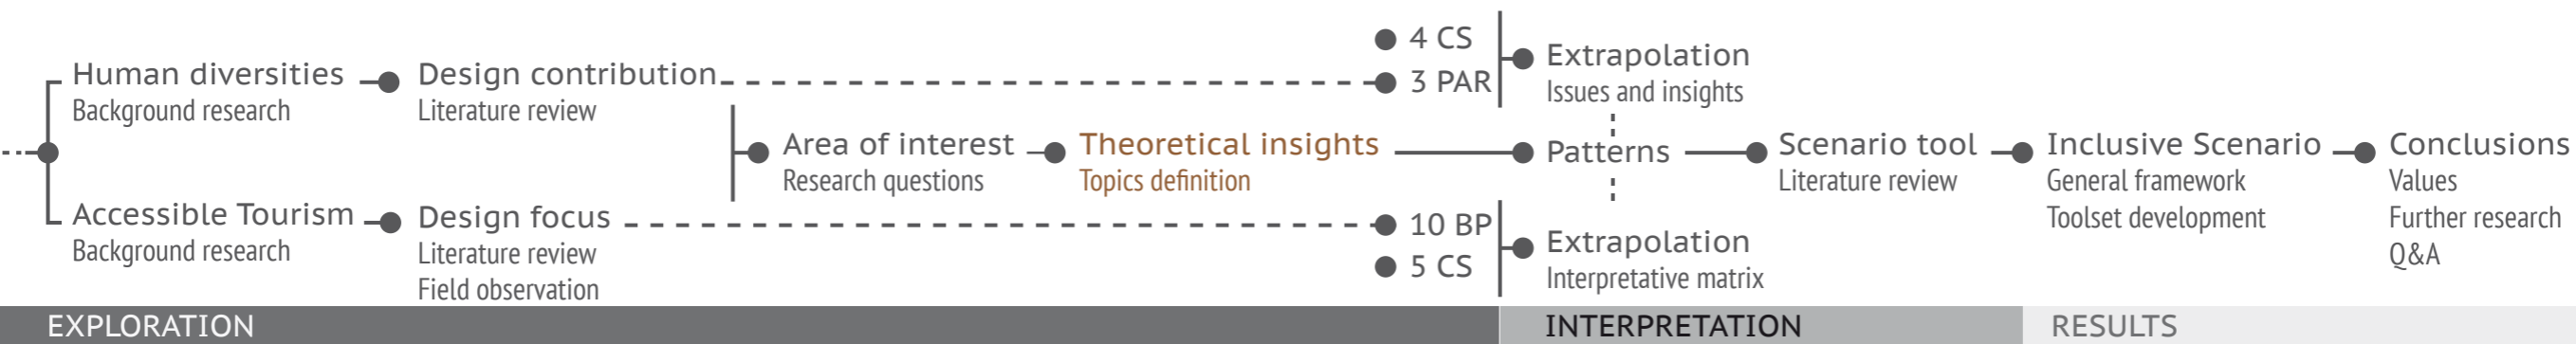 Human diversities
Background research
Design contribution
Literature review
4 CS
3 PAR
Extrapolation
Issues and insights
Area of interest
Research questions
Theoretical insights
Topics definition
Patterns
Scenario tool
Literature review
Inclusive Scenario
General framework
Toolset development
Conclusions
Values
Further research
Q&A
Accessible Tourism
Background research
Design focus
Literature review
Field observation
10 BP
5 CS
Extrapolation
Interpretative matrix
EXPLORATION
INTERPRETATION
RESULTS